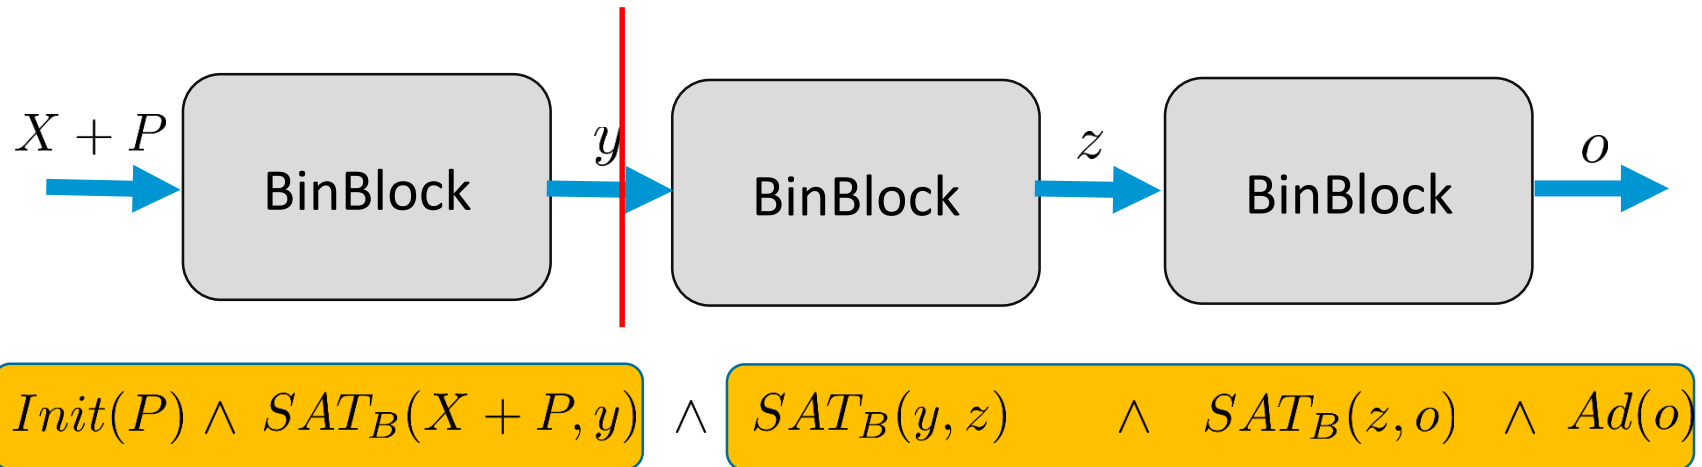 X + P y z o
BinBlock BinBlock BinBlock
Init(P) ∧ SAT_B(X + P, y) ∧ SAT_B(y, z) ∧ SAT_B(z, o) ∧ Ad(o)